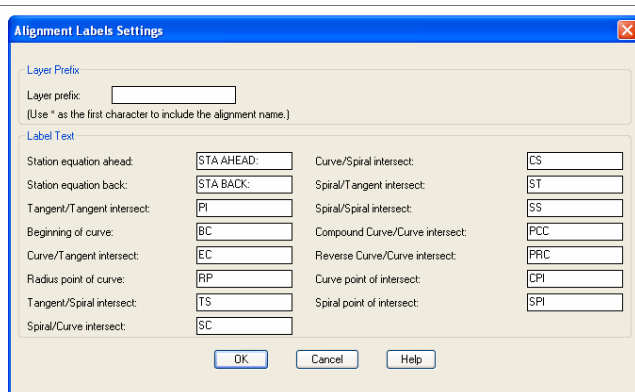 Alignment Labels Settings
Layer Prefix
Layer prefix:
(Use * as the first character to include the alignment name.)
Label Text
Station equation ahead: STA AHEAD:
Station equation back: STA BACK:
Tangent/Tangent intersect: PI
Beginning of curve: BC
Curve/Tangent intersect: EC
Radius point of curve: RP
Tangent/Spiral intersect: TS
Spiral/Curve intersect: SC
Curve/Spiral intersect: CS
Spiral/Tangent intersect: ST
Spiral/Spiral intersect: SS
Compound Curve/Curve intersect: PCC
Reverse Curve/Curve intersect: PRC
Curve point of intersect: CPI
Spiral point of intersect: SPI
OK Cancel Help